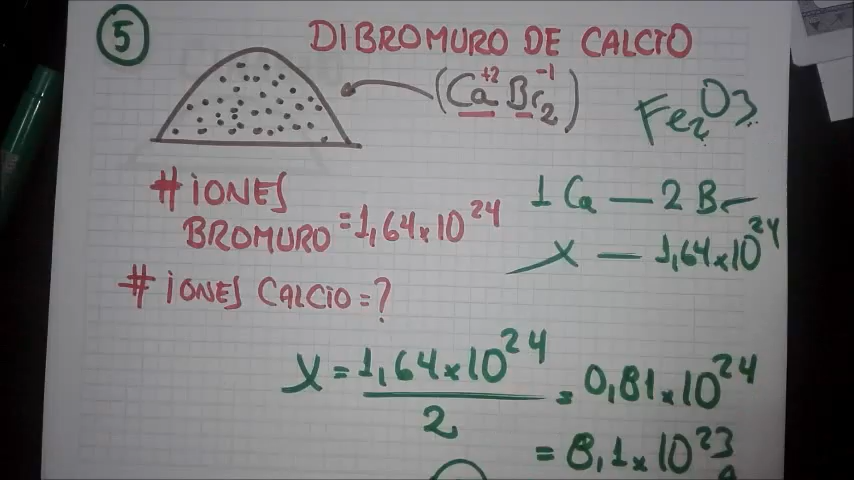 5
DIBROMURO DE CALCIO
(Ca⁺² Br₂⁻¹)
Fe₂O₃
# IONES
BROMURO = 1,64x10²⁴
# IONES CALCIO = ?
1 Ca — 2 Br
X — 1,64x10²⁴
X = 1,64x10²⁴ / 2 = 0,81x10²⁴
= 8,1x10²³